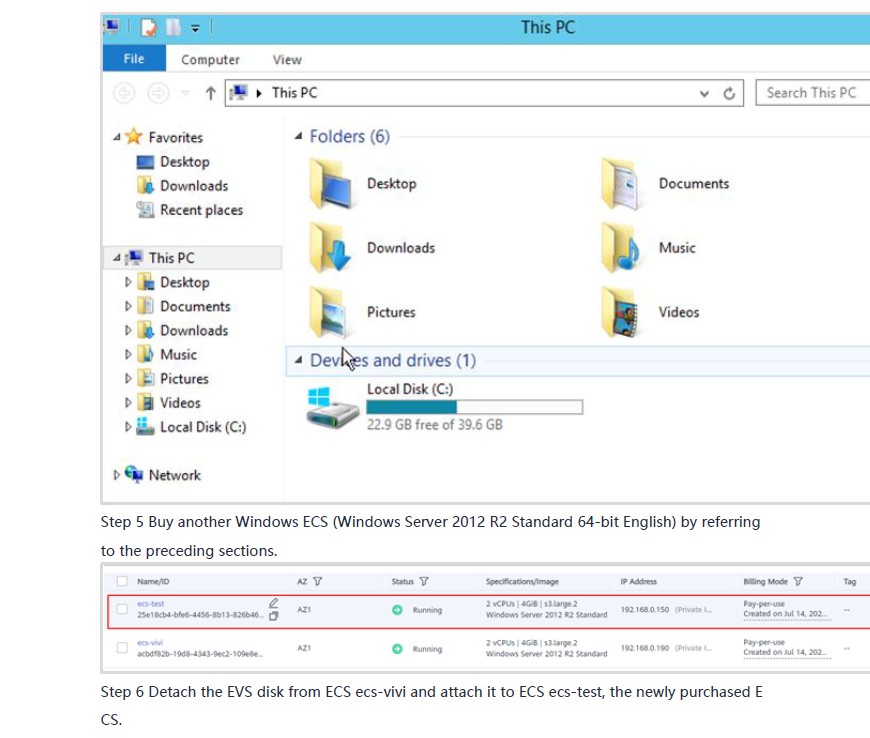 This PC
File Computer View
This PC
Search This PC
Favorites
Desktop
Downloads
Recent places
This PC
Desktop
Documents
Downloads
Music
Pictures
Videos
Local Disk (C:)
Network
Folders (6)
Desktop
Documents
Downloads
Music
Pictures
Videos
Devices and drives (1)
Local Disk (C:)
22.9 GB free of 39.6 GB
Step 5 Buy another Windows ECS (Windows Server 2012 R2 Standard 64-bit English) by referring
to the preceding sections.
Name/ID AZ Status Specifications/Image IP Address Billing Mode Tag
ecs-test
25e18cb4-bfe6-4456-8b13-826b46...
AZ1
Running
2 vCPUs | 4GiB | s3.large.2
Windows Server 2012 R2 Standard
192.168.0.150 (Private I...
Pay-per-use
Created on Jul 14, 202...
--
ecs-vivi
acbdf82b-19d8-4343-9ec2-109e8e...
AZ1
Running
2 vCPUs | 4GiB | s3.large.2
Windows Server 2012 R2 Standard
192.168.0.190 (Private I...
Pay-per-use
Created on Jul 14, 202...
--
Step 6 Detach the EVS disk from ECS ecs-vivi and attach it to ECS ecs-test, the newly purchased E
CS.